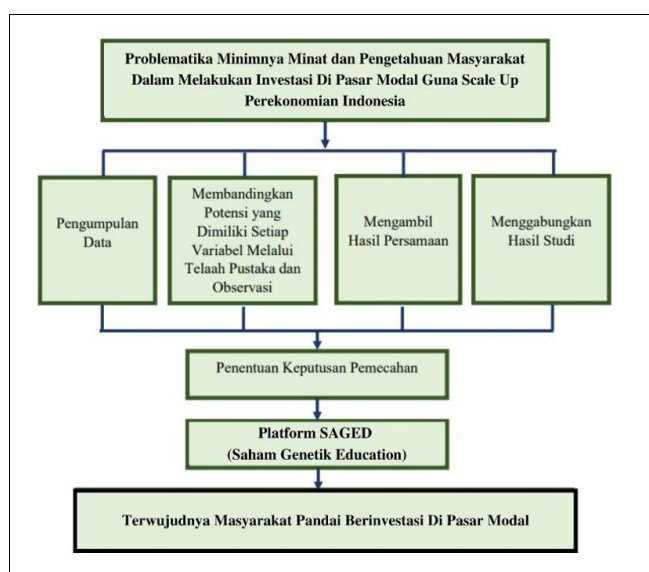 Problematika Minimnya Minat dan Pengetahuan Masyarakat
Dalam Melakukan Investasi Di Pasar Modal Guna Scale Up
Perekonomian Indonesia
Pengumpulan
Data
Membandingkan
Potensi yang
Dimiliki Setiap
Variabel Melalui
Telaah Pustaka dan
Observasi
Mengambil
Hasil Persamaan
Menggabungkan
Hasil Studi
Penentuan Keputusan Pemecahan
Platform SAGED
(Saham Genetik Education)
Terwujudnya Masyarakat Pandai Berinvestasi Di Pasar Modal